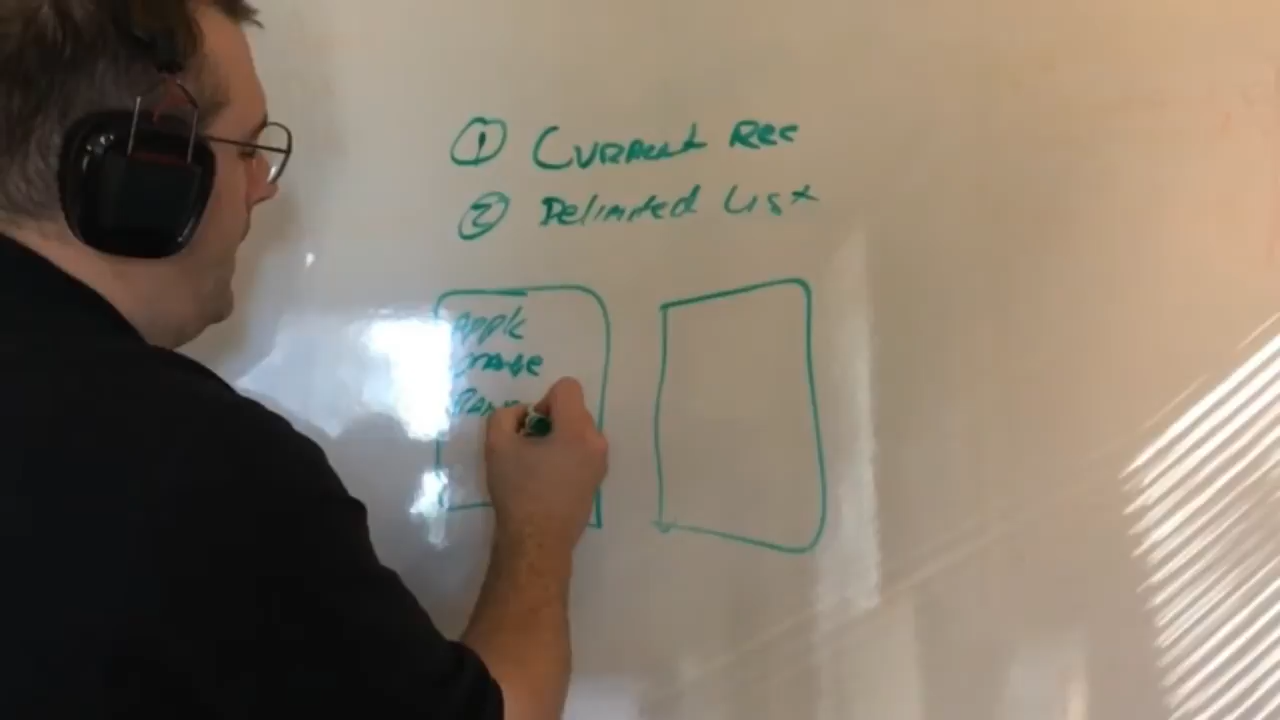 ① Current Rec
② Delimited List
Apple
orange